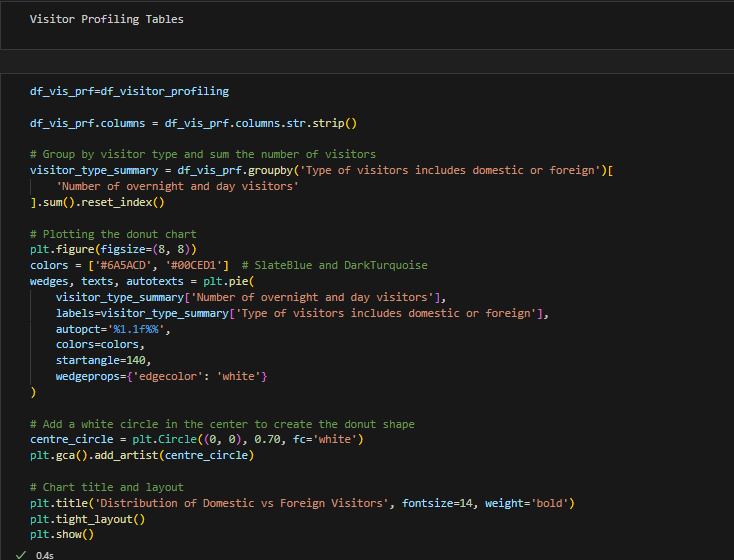 Visitor Profiling Tables
df_vis_prf=df_visitor_profiling
df_vis_prf.columns = df_vis_prf.columns.str.strip()
# Group by visitor type and sum the number of visitors
visitor_type_summary = df_vis_prf.groupby('Type of visitors includes domestic or foreign')[
    'Number of overnight and day visitors'
].sum().reset_index()
# Plotting the donut chart
plt.figure(figsize=(8, 8))
colors = ['#6A5ACD', '#00CED1']  # SlateBlue and DarkTurquoise
wedges, texts, autotexts = plt.pie(
    visitor_type_summary['Number of overnight and day visitors'],
    labels=visitor_type_summary['Type of visitors includes domestic or foreign'],
    autopct='%1.1f%%',
    colors=colors,
    startangle=140,
    wedgeprops={'edgecolor': 'white'}
)
# Add a white circle in the center to create the donut shape
centre_circle = plt.Circle((0, 0), 0.70, fc='white')
plt.gca().add_artist(centre_circle)
# Chart title and layout
plt.title('Distribution of Domestic vs Foreign Visitors', fontsize=14, weight='bold')
plt.tight_layout()
plt.show()
0.4s